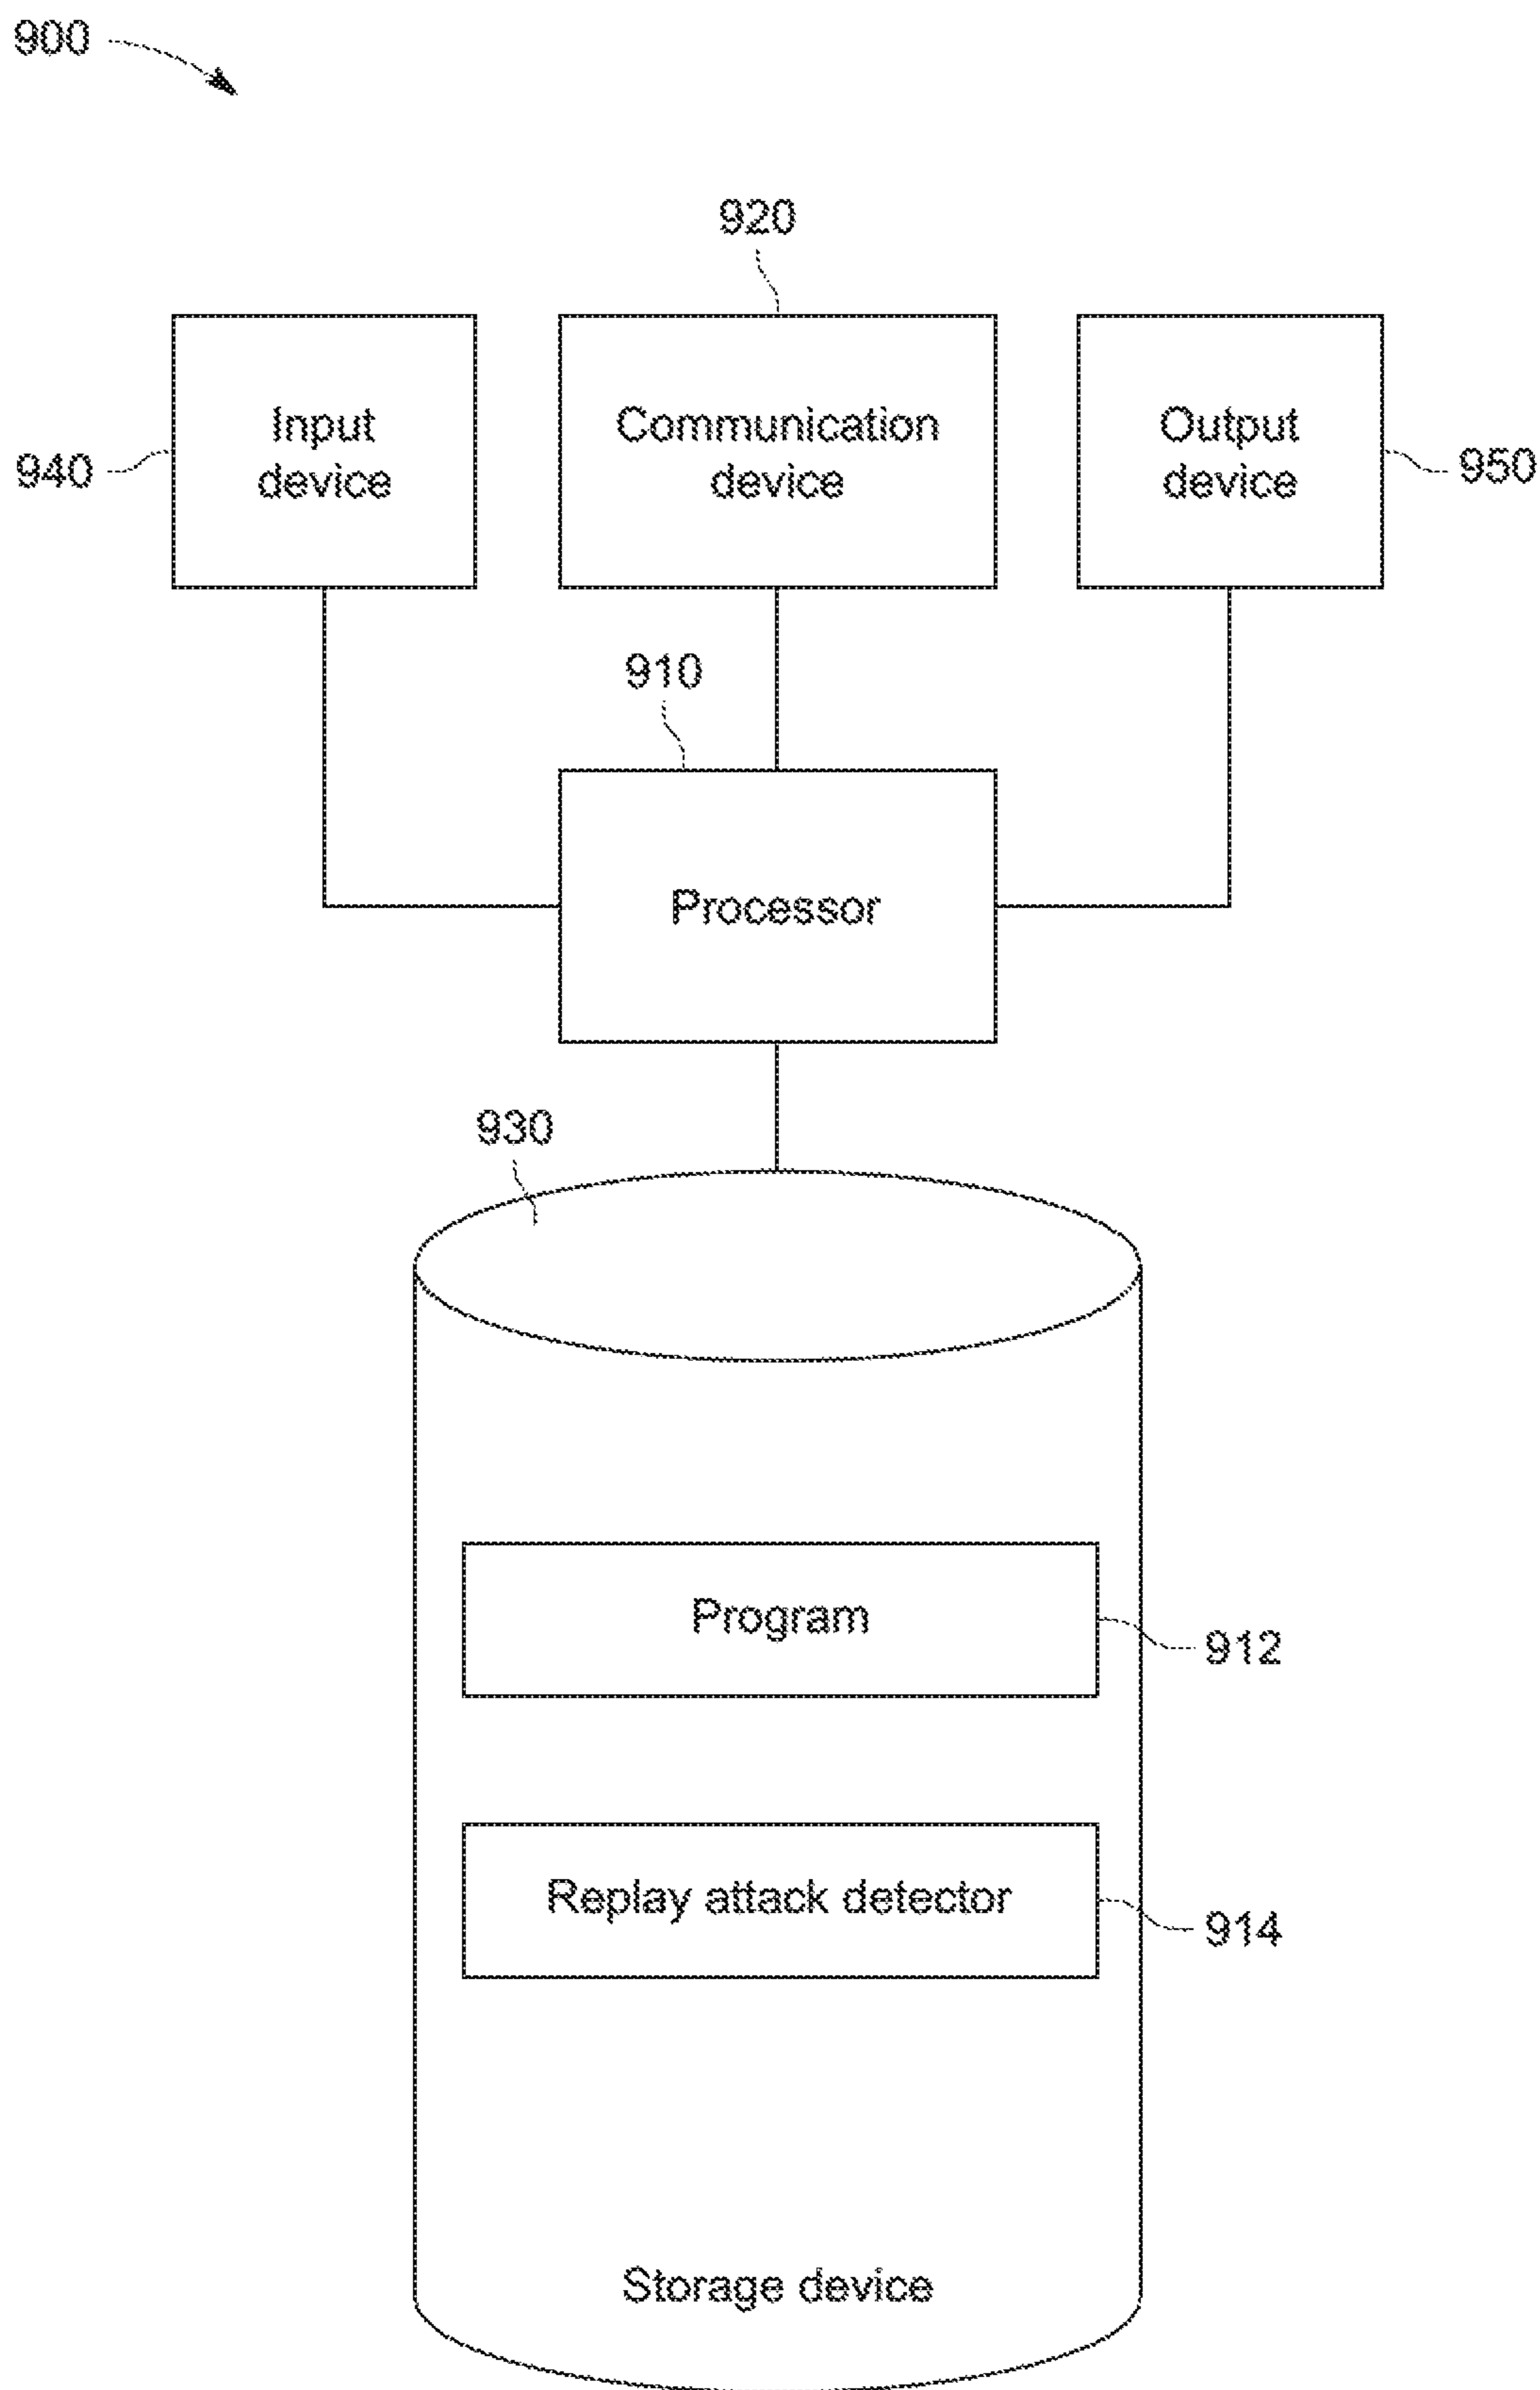 900
920
Input
device
Communication
device
Output
device
940
950
910
Processor
930
Program
912
Replay attack detector
914
Storage device